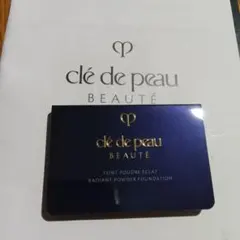 clé de peau
BEAUTÉ
clé de peau
BEAUTÉ
TEINT POUDRE ÉCLAT
RADIANT POWDER FOUNDATION